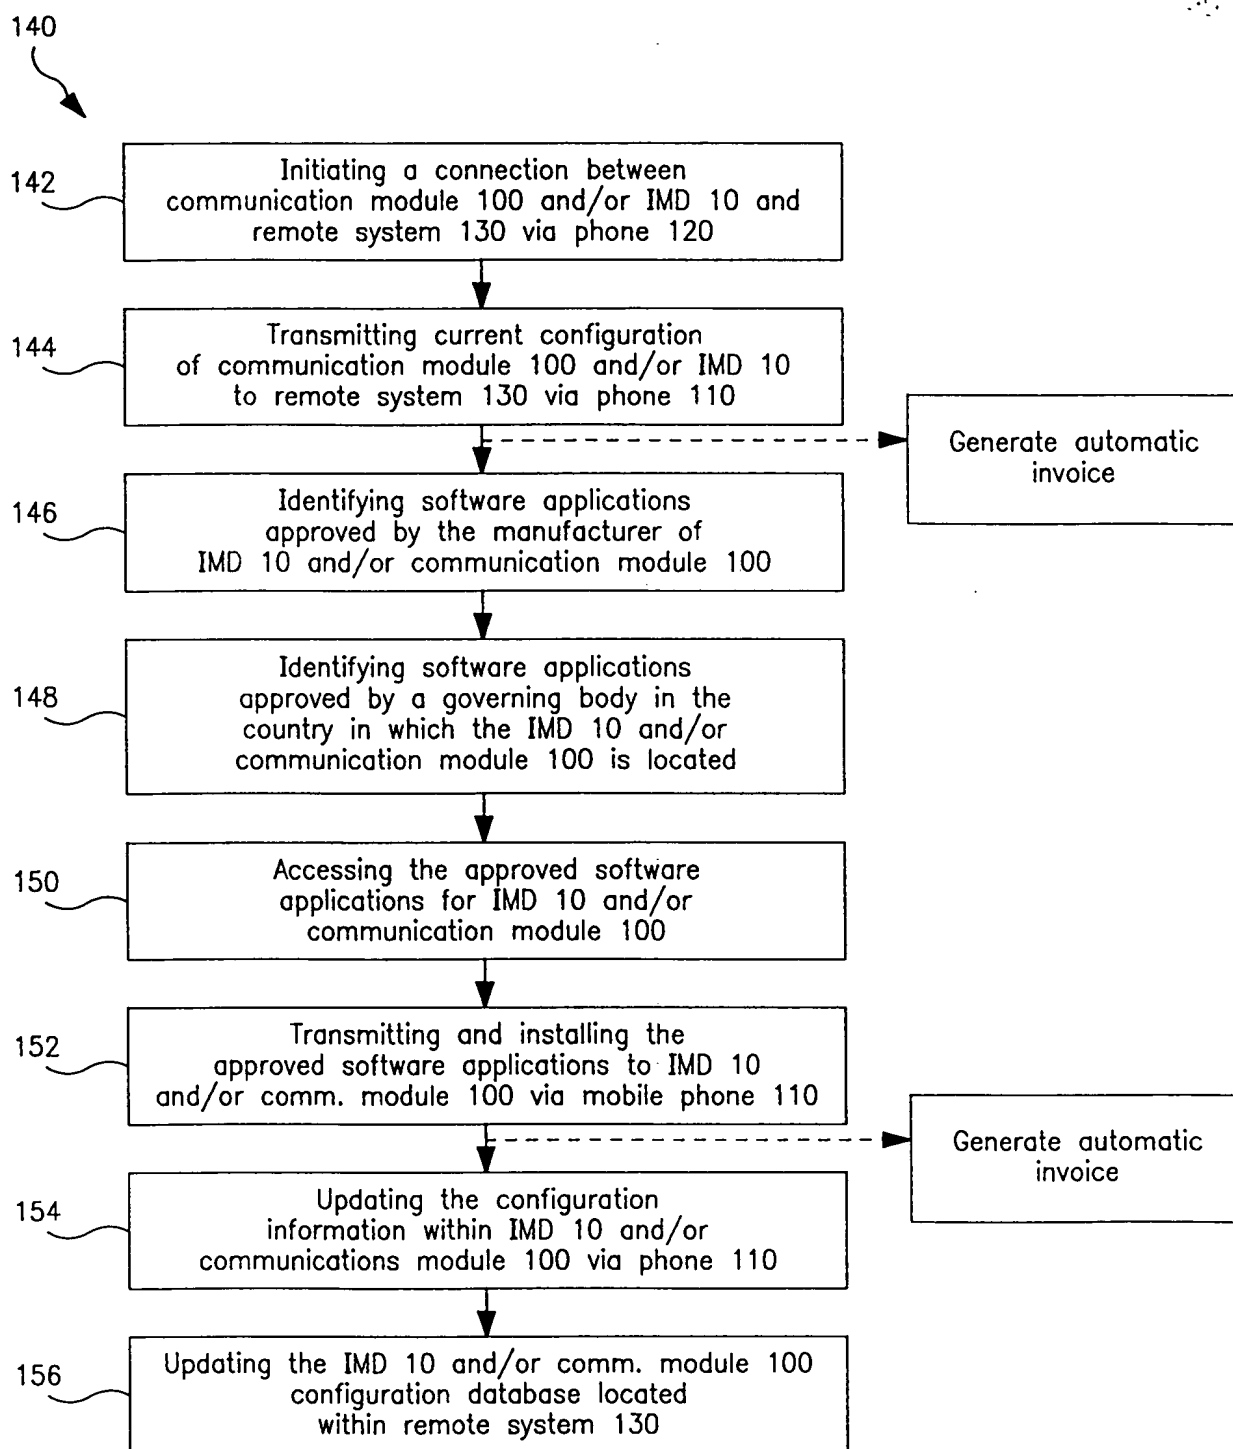 140
142
Initiating a connection between
communication module 100 and/or IMD 10 and
remote system 130 via phone 120
144
Transmitting current configuration
of communication module 100 and/or IMD 10
to remote system 130 via phone 110
Generate automatic
invoice
146
Identifying software applications
approved by the manufacturer of
IMD 10 and/or communication module 100
148
Identifying software applications
approved by a governing body in the
country in which the IMD 10 and/or
communication module 100 is located
150
Accessing the approved software
applications for IMD 10 and/or
communication module 100
152
Transmitting and installing the
approved software applications to IMD 10
and/or comm. module 100 via mobile phone 110
Generate automatic
invoice
154
Updating the configuration
information within IMD 10 and/or
communications module 100 via phone 110
156
Updating the IMD 10 and/or comm. module 100
configuration database located
within remote system 130